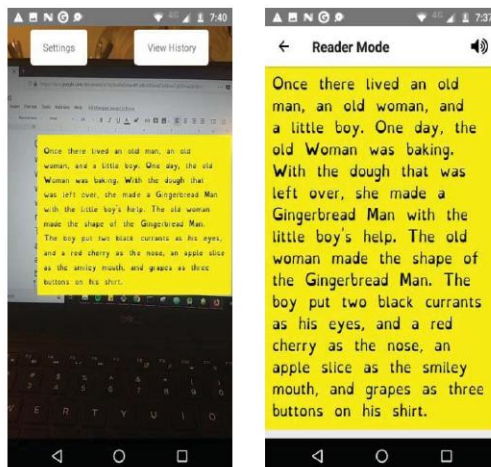 7:40
Settings
View History
Once there lived an old man, an old
woman, and a little boy. One day, the old
Woman was baking. With the dough that
was left over, she made a Gingerbread Man
with the little boy's help. The old woman
made the shape of the Gingerbread Man.
The boy put two black currants as his eyes,
and a red cherry as the nose, an apple slice
as the smiley mouth, and grapes as three
buttons on his shirt.
E R T Y U I O
4G 7:37
Reader Mode
Once there lived an old
man, an old woman, and
a little boy. One day, the
old Woman was baking.
With the dough that was
left over, she made a
Gingerbread Man with the
little boy's help. The old
woman made the shape of
the Gingerbread Man. The
boy put two black currants
as his eyes, and a red
cherry as the nose, an
apple slice as the smiley
mouth, and grapes as three
buttons on his shirt.